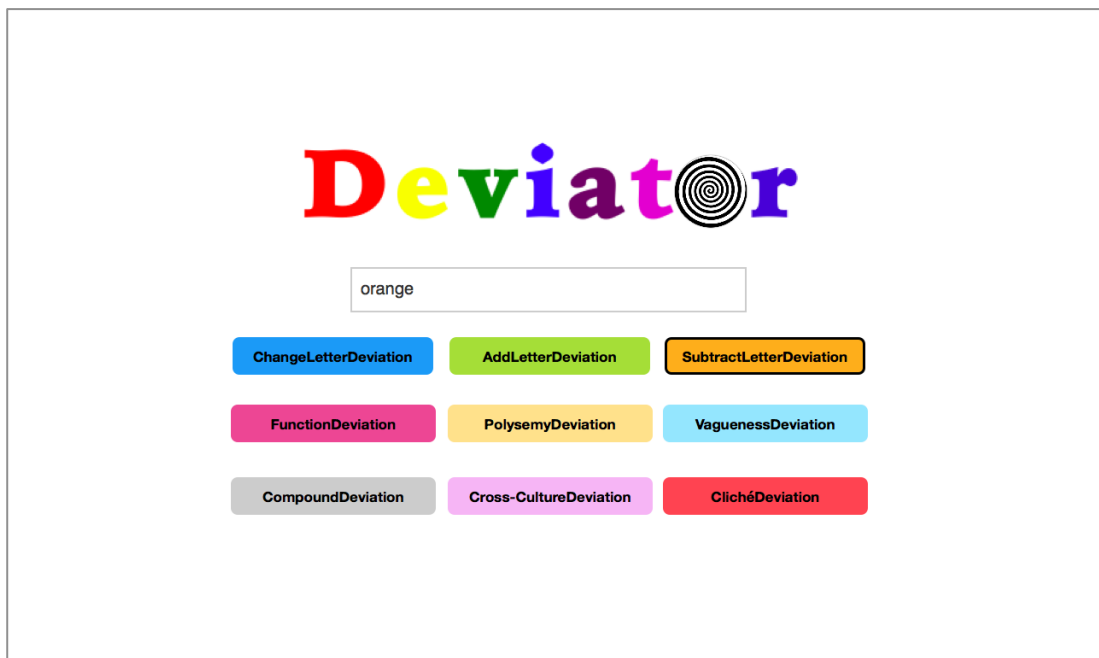 Deviator
orange
ChangeLetterDeviation AddLetterDeviation SubtractLetterDeviation
FunctionDeviation PolysemyDeviation VaguenessDeviation
CompoundDeviation Cross-CultureDeviation ClichéDeviation